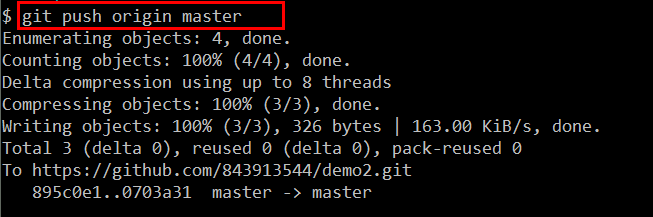 $ git push origin master
Enumerating objects: 4, done.
Counting objects: 100% (4/4), done.
Delta compression using up to 8 threads
Compressing objects: 100% (3/3), done.
Writing objects: 100% (3/3), 326 bytes | 163.00 KiB/s, done.
Total 3 (delta 0), reused 0 (delta 0), pack-reused 0
To https://github.com/843913544/demo2.git
   895c0e1..0703a31  master -> master